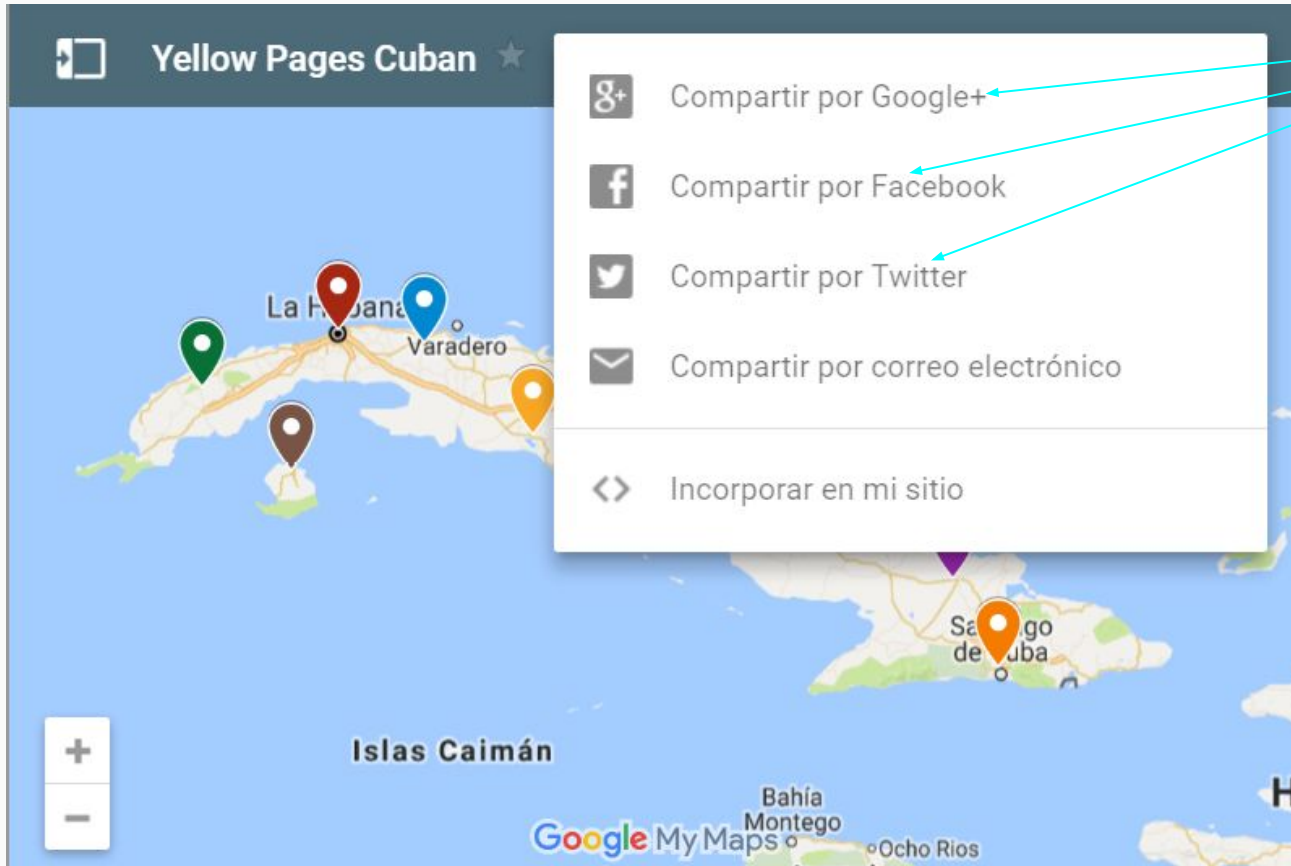 Yellow Pages Cuban
Compartir por Google+
Compartir por Facebook
Compartir por Twitter
Compartir por correo electrónico
Incorporar en mi sitio
Varadero
Islas Caimán
Bahía
Montego
Ocho Rios
Google My Maps